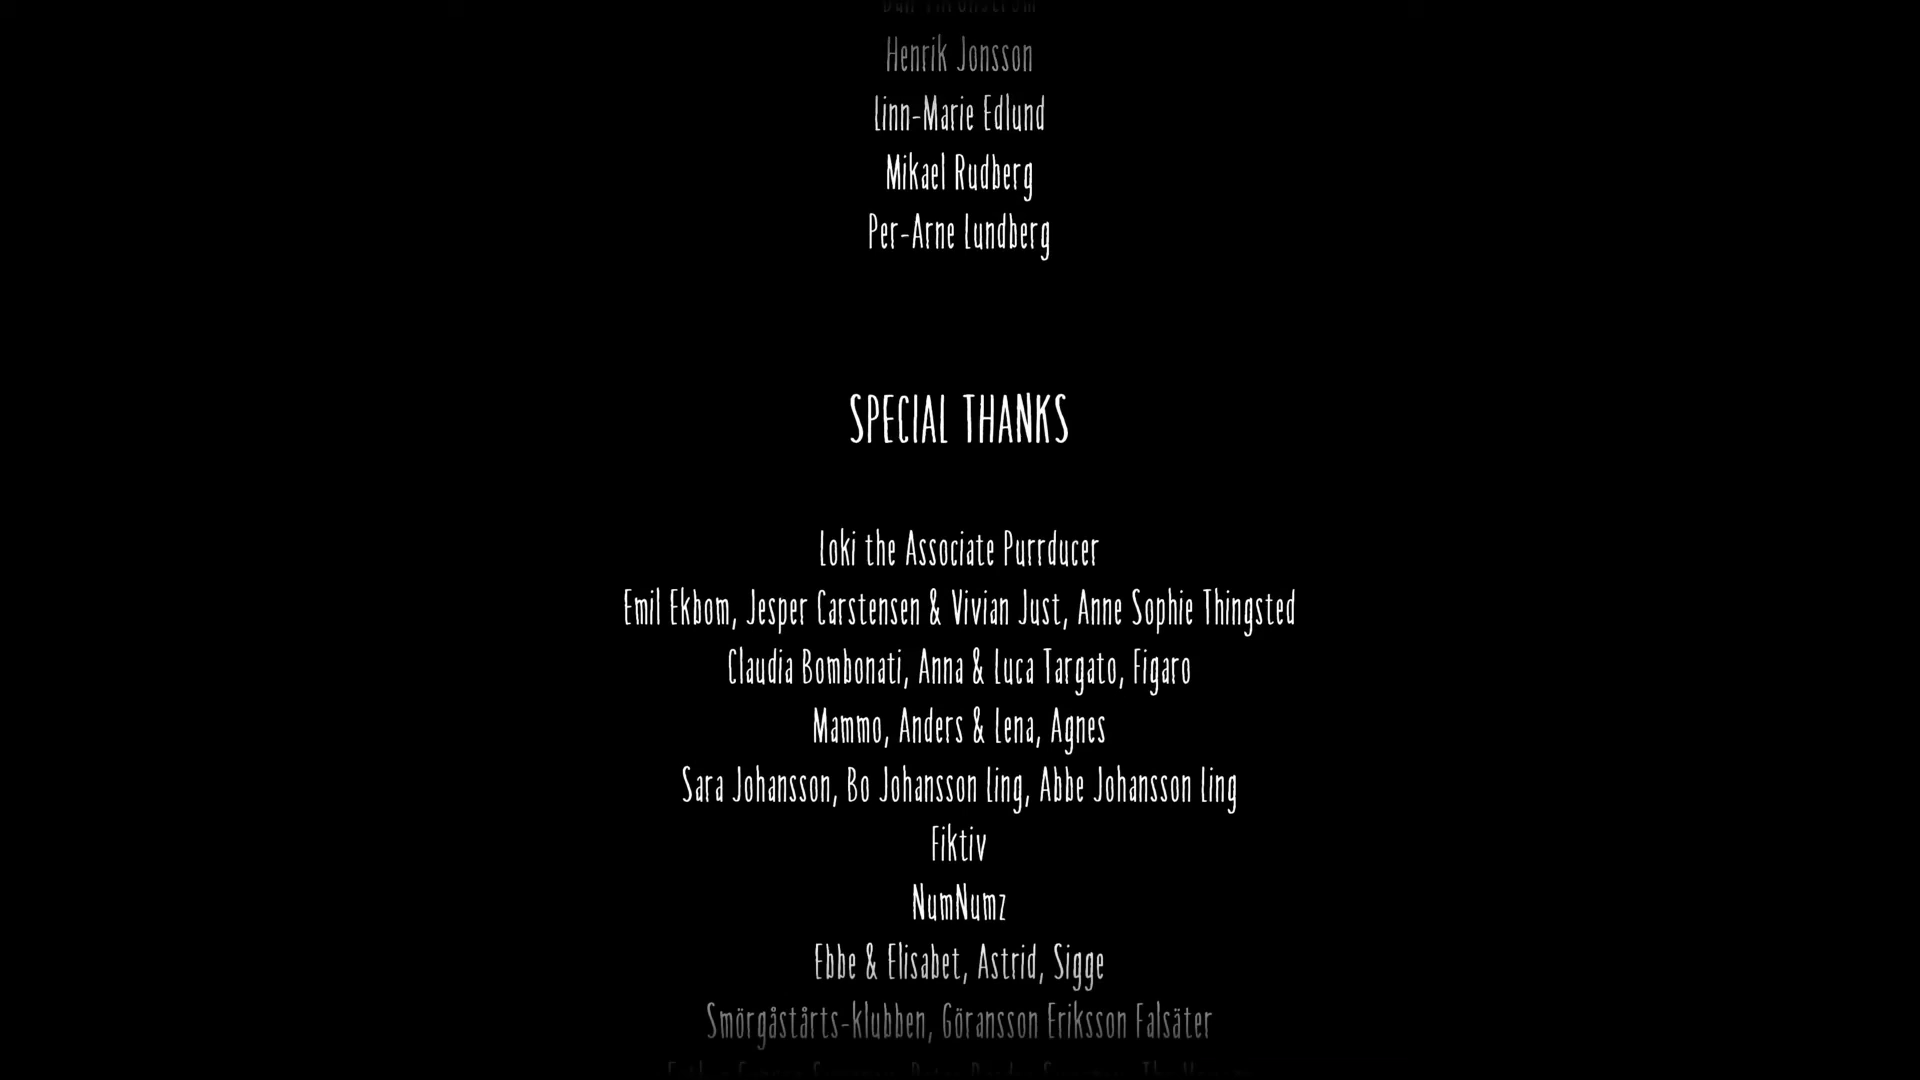 Henrik Jonsson
Linn-Marie Edlund
Mikael Rudberg
Per-Arne Lundberg
SPECIAL THANKS
Loki the Associate Purrducer
Emil Ekbom, Jesper Carstensen & Vivian Just, Anne Sophie Thingsted
Claudia Bombonati, Anna & Luca Targato, Figaro
Mammo, Anders & Lena, Agnes
Sara Johansson, Bo Johansson Ling, Abbe Johansson Ling
Fiktiv
NumNumz
Ebbe & Elisabet, Astrid, Sigge
Smörgåstårts-klubben, Göransson Eriksson Falsäter